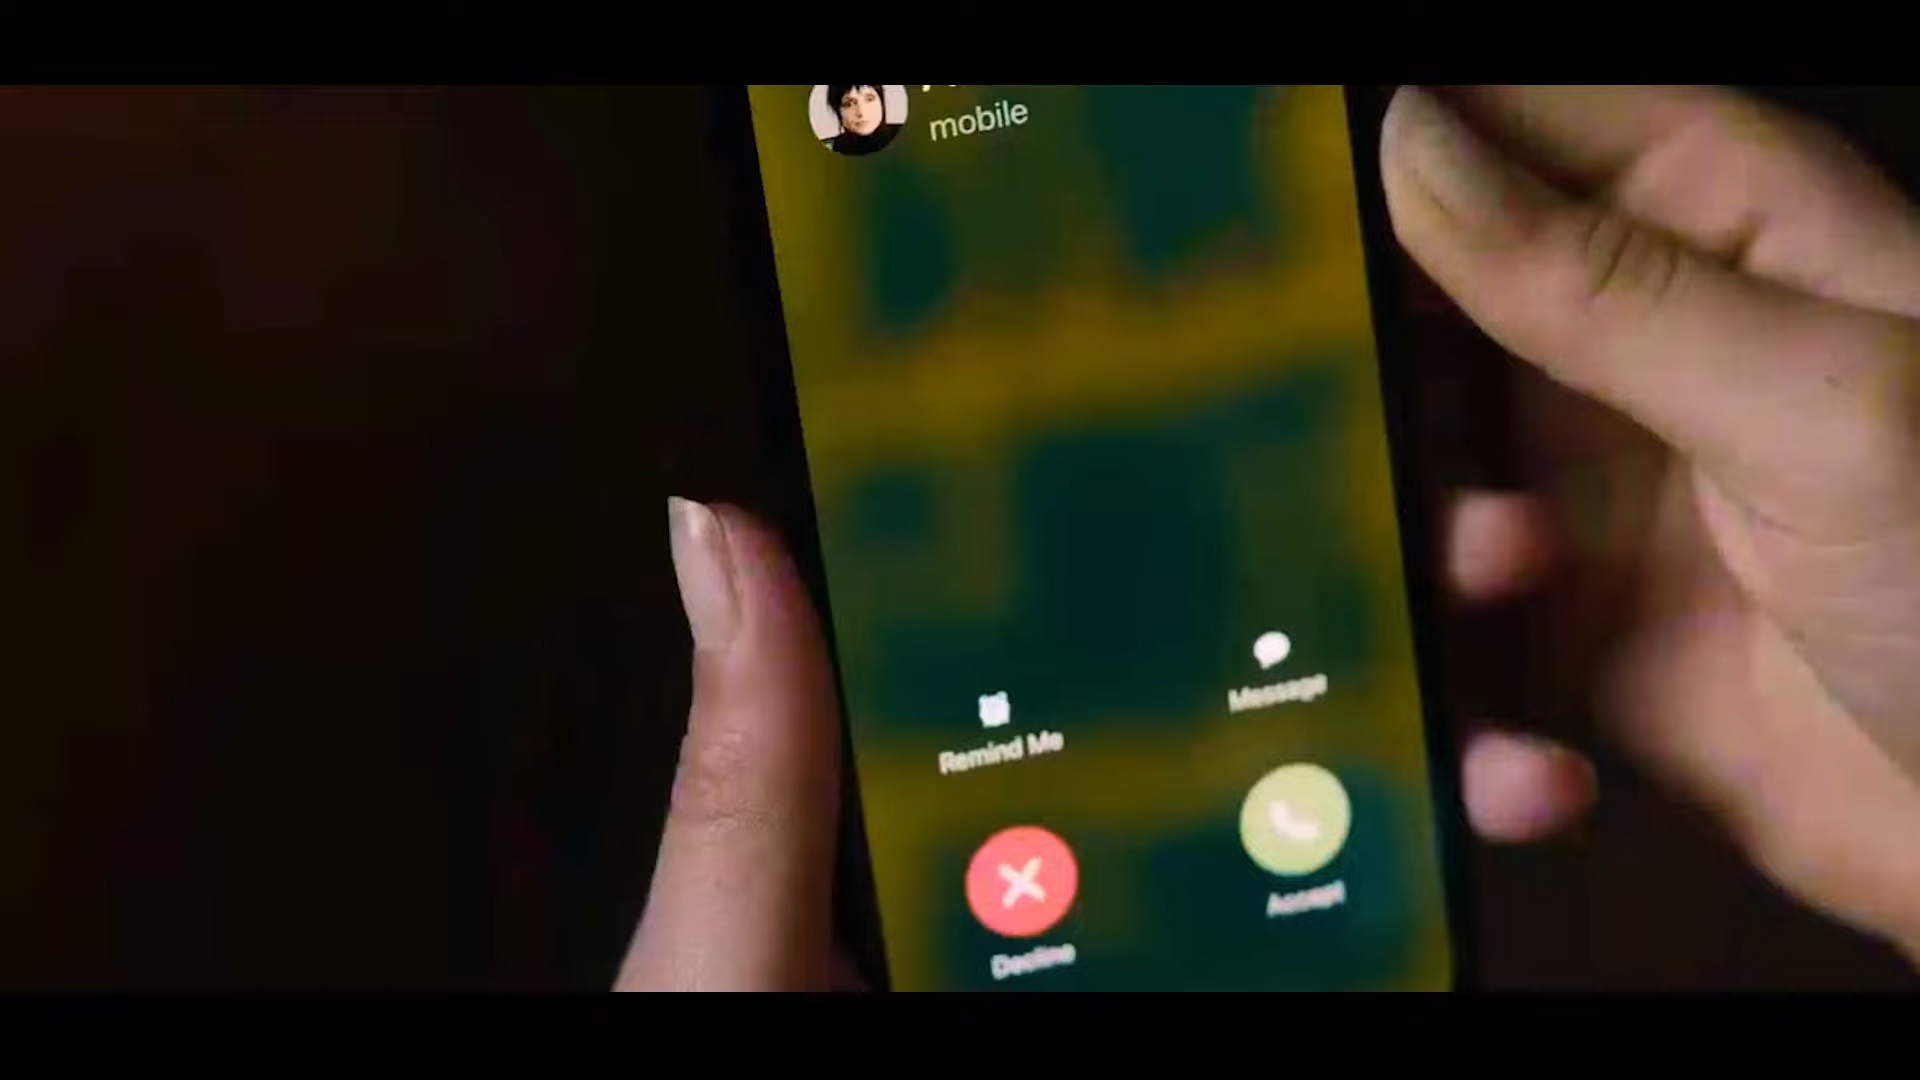 mobile
Message
Remind Me
Accept
Decline